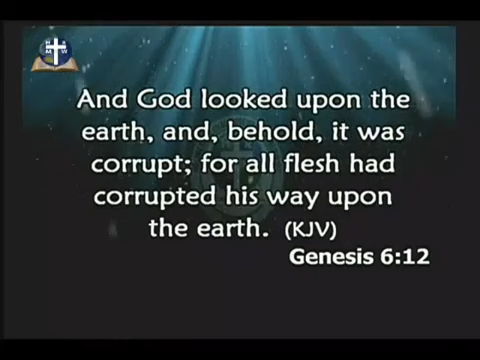 And God looked upon the
earth, and, behold, it was
corrupt; for all flesh had
corrupted his way upon
the earth. (KJV)
Genesis 6:12